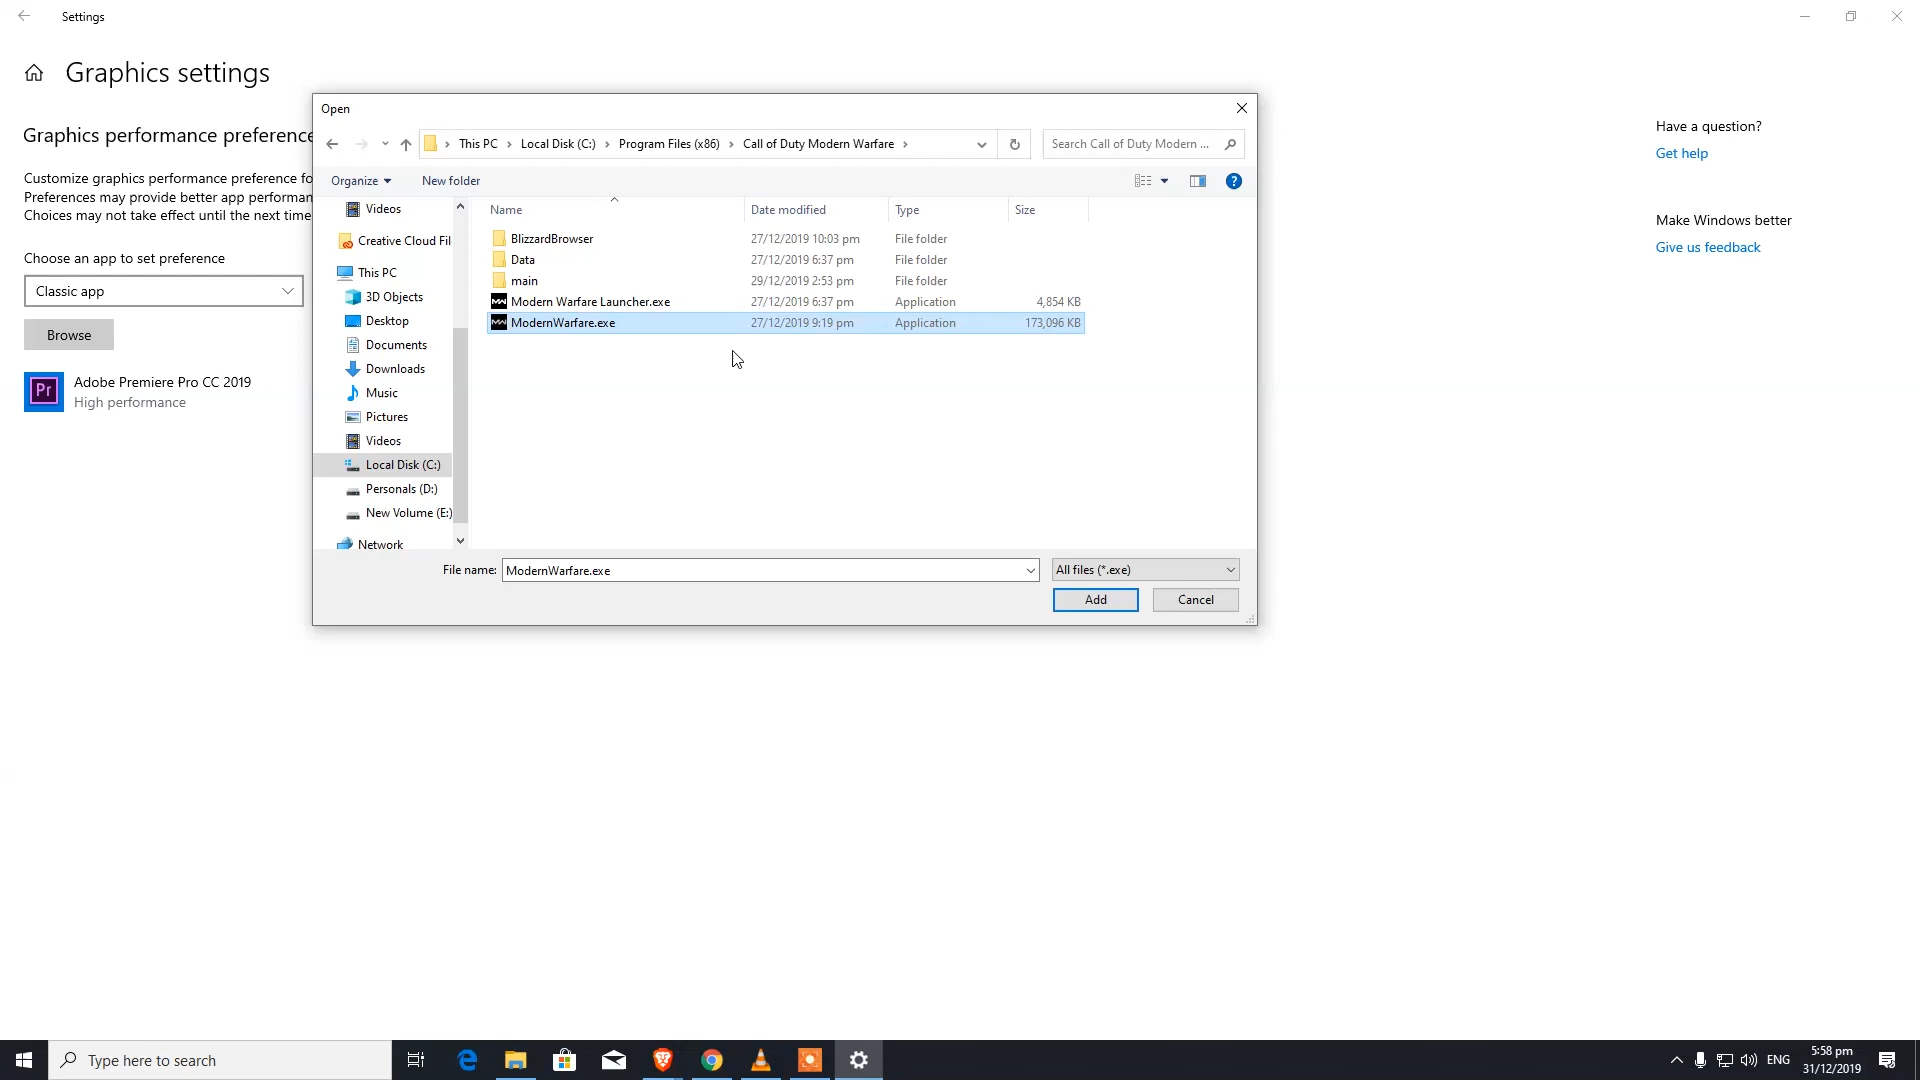 Settings
Graphics settings
Graphics performance preference
Customize graphics performance preference fo
Preferences may provide better app performan
Choices may not take effect until the next time
Choose an app to set preference
Classic app
Browse
Pr
Adobe Premiere Pro CC 2019
High performance
Open
This PC
Local Disk (C:)
Program Files (x86)
Call of Duty Modern Warfare
Search Call of Duty Modern ...
Organize
New folder
?
Videos
Creative Cloud Fil
This PC
3D Objects
Desktop
Documents
Downloads
Music
Pictures
Videos
Local Disk (C:)
Personals (D:)
New Volume (E:)
Network
Name Date modified Type Size
BlizzardBrowser 27/12/2019 10:03 pm File folder
Data 27/12/2019 6:37 pm File folder
main 29/12/2019 2:53 pm File folder
MW Modern Warfare Launcher.exe 27/12/2019 6:37 pm Application 4,854 KB
MW ModernWarfare.exe 27/12/2019 9:19 pm Application 173,096 KB
File name: ModernWarfare.exe
All files (*.exe)
Add
Cancel
Have a question?
Get help
Make Windows better
Give us feedback
Type here to search
ENG
5:58 pm
31/12/2019